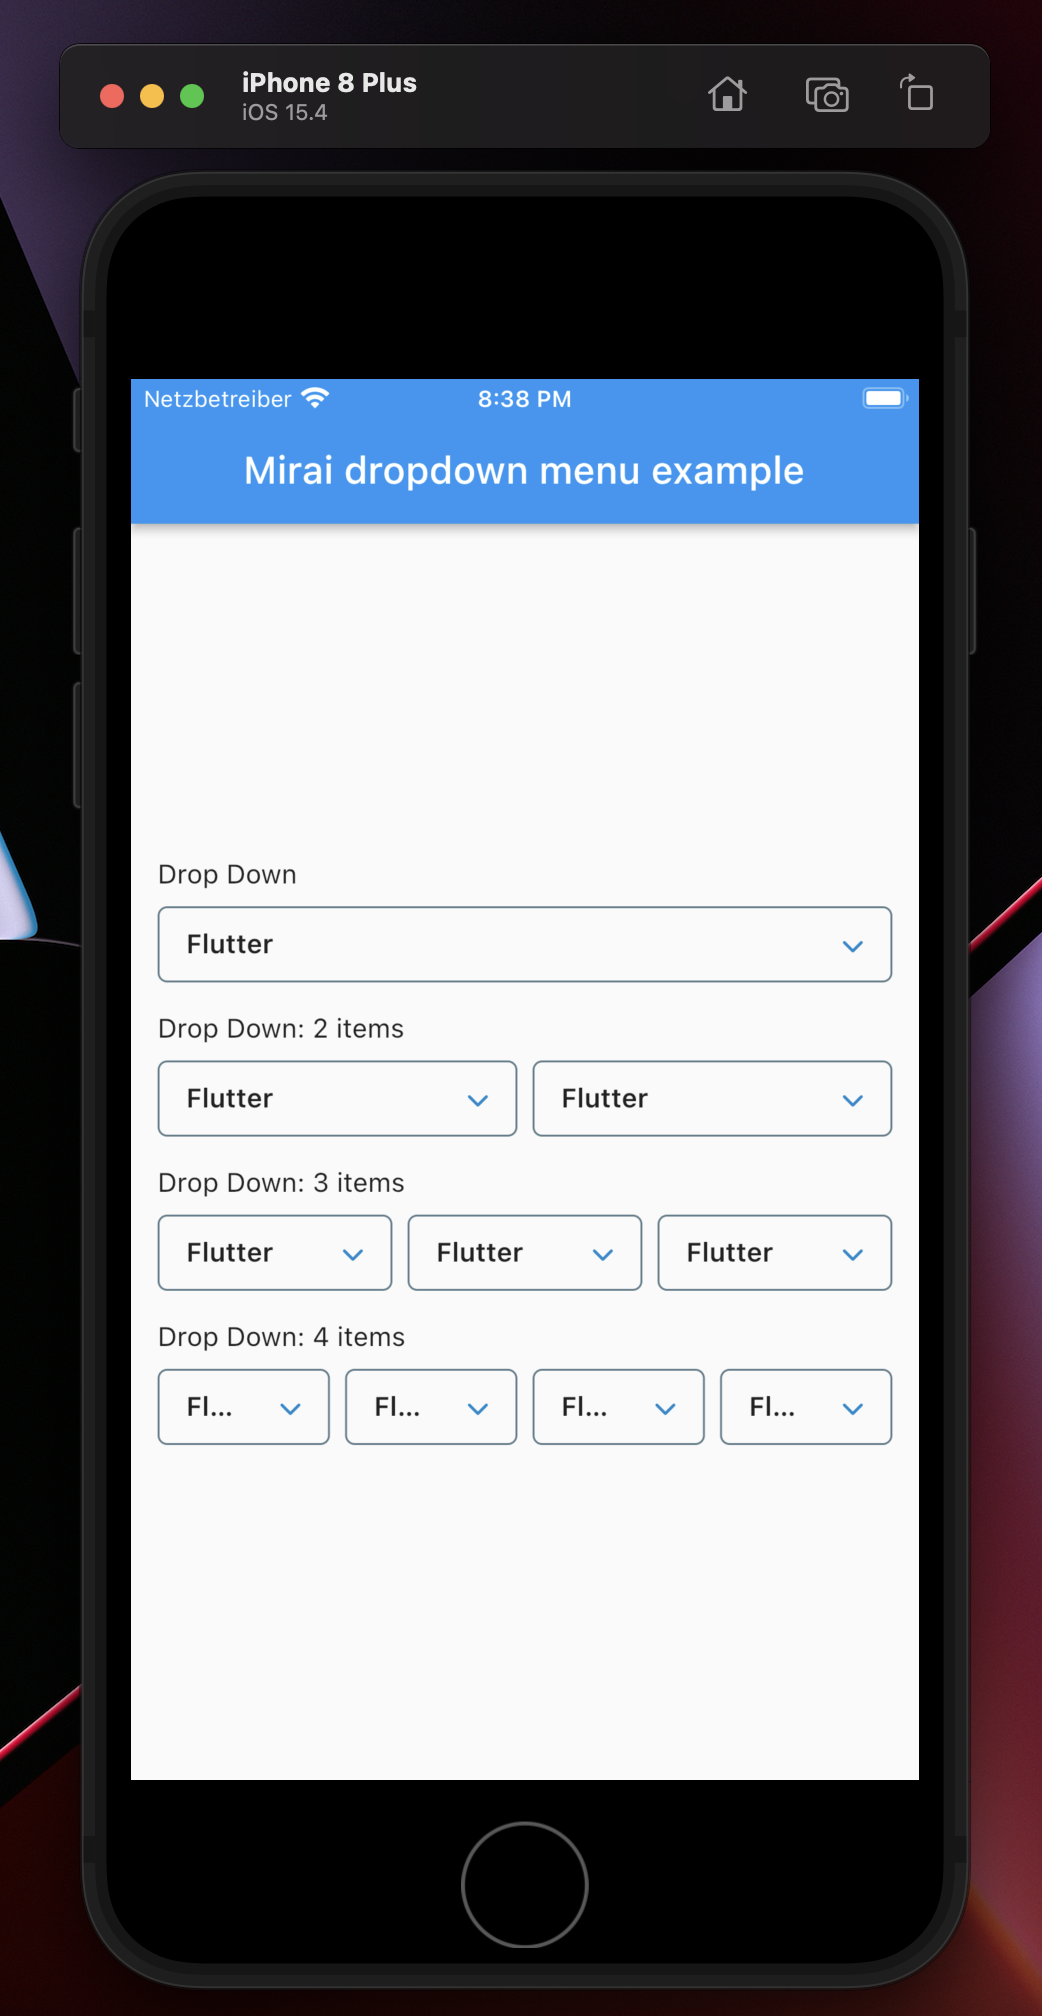 iPhone 8 Plus
iOS 15.4
Netzbetreiber 8:38 PM
Mirai dropdown menu example
Drop Down
Flutter
Drop Down: 2 items
Flutter Flutter
Drop Down: 3 items
Flutter Flutter Flutter
Drop Down: 4 items
Fl... Fl... Fl... Fl...